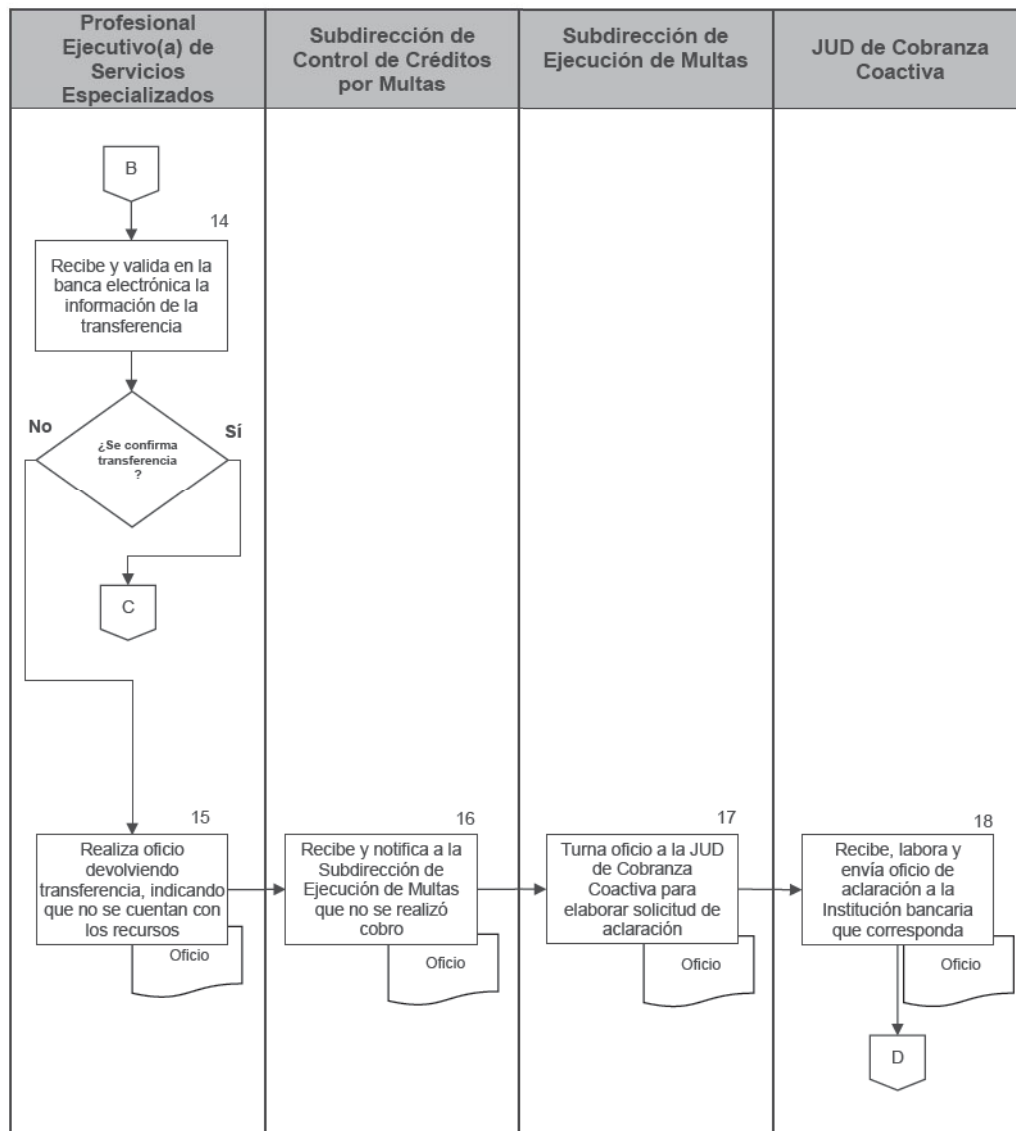 Profesional
Ejecutivo(a) de
Servicios
Especializados
Subdirección de
Control de Créditos
por Multas
Subdirección de
Ejecución de Multas
JUD de Cobranza
Coactiva
B
14
Recibe y valida en la
banca electrónica la
información de la
transferencia
No
Sí
¿Se confirma
transferencia
?
C
15
Realiza oficio
devolviendo
transferencia, indicando
que no se cuentan con
los recursos
Oficio
16
Recibe y notifica a la
Subdirección de
Ejecución de Multas
que no se realizó
cobro
Oficio
17
Turna oficio a la JUD
de Cobranza
Coactiva para
elaborar solicitud de
aclaración
Oficio
18
Recibe, labora y
envía oficio de
aclaración a la
Institución bancaria
que corresponda
Oficio
D